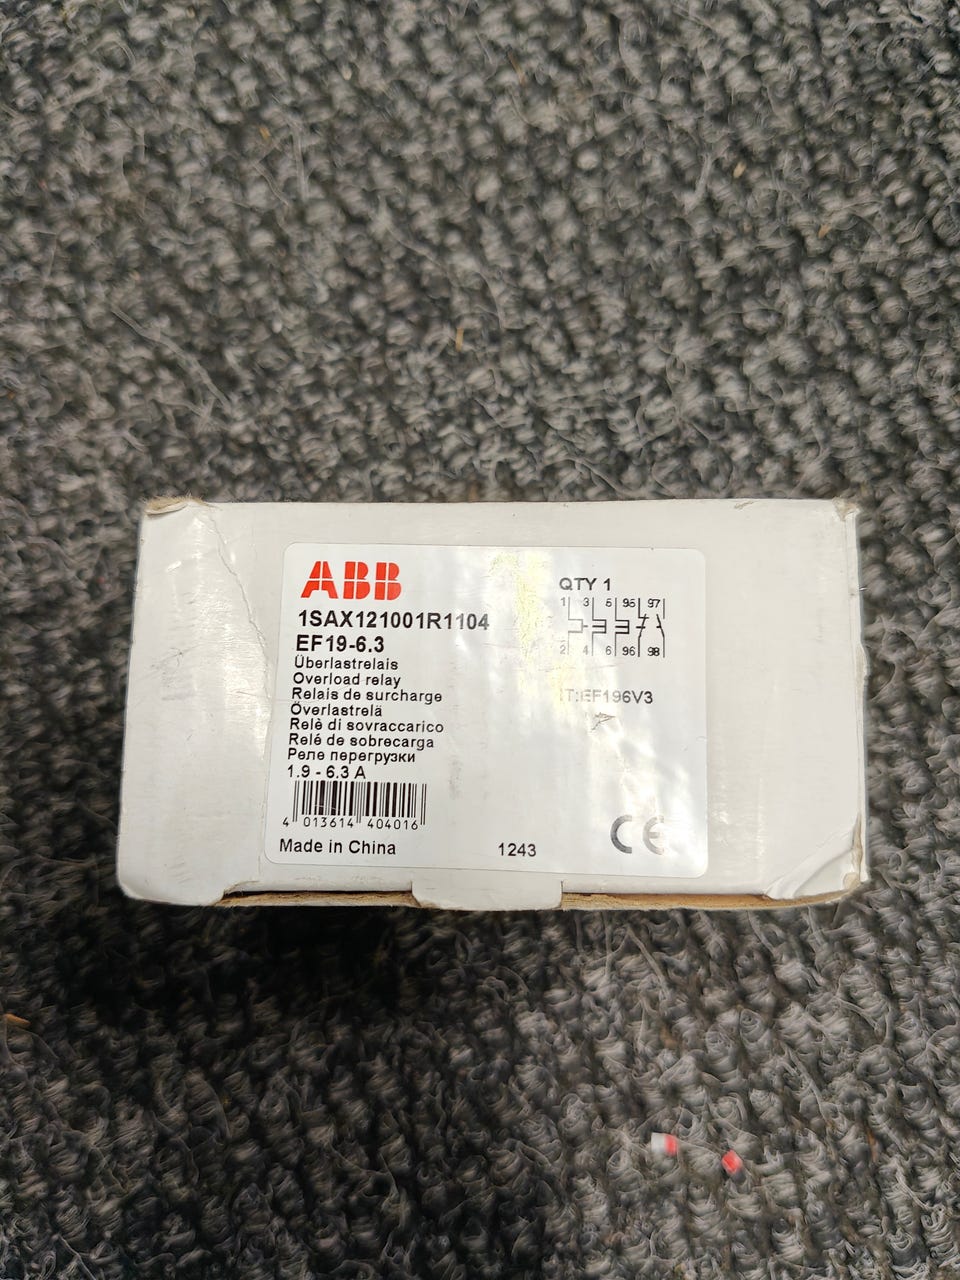 ABB
1SAX121001R1104
EF19-6.3
Überlastrelais
Overload relay
Relais de surcharge
Överlastrelä
Relè di sovraccarico
Relé de sobrecarga
Реле перегрузки
1.9 - 6.3 A
4 013614 404016
Made in China
1243
QTY 1
1 3 5 95 97
2 4 6 96 98
IT:EF196V3
CE